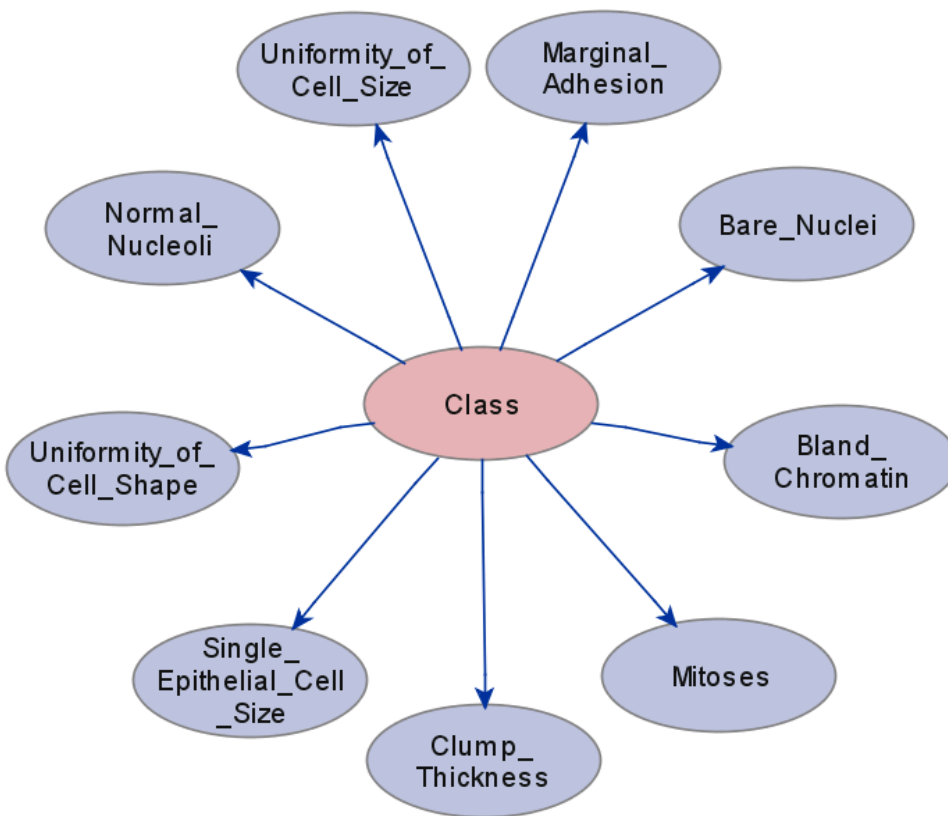 Uniformity_of_
Cell_Size
Marginal_
Adhesion
Normal_
Nucleoli
Bare_Nuclei
Class
Uniformity_of_
Cell_Shape
Bland_
Chromatin
Single_
Epithelial_Cell
_Size
Mitoses
Clump_
Thickness